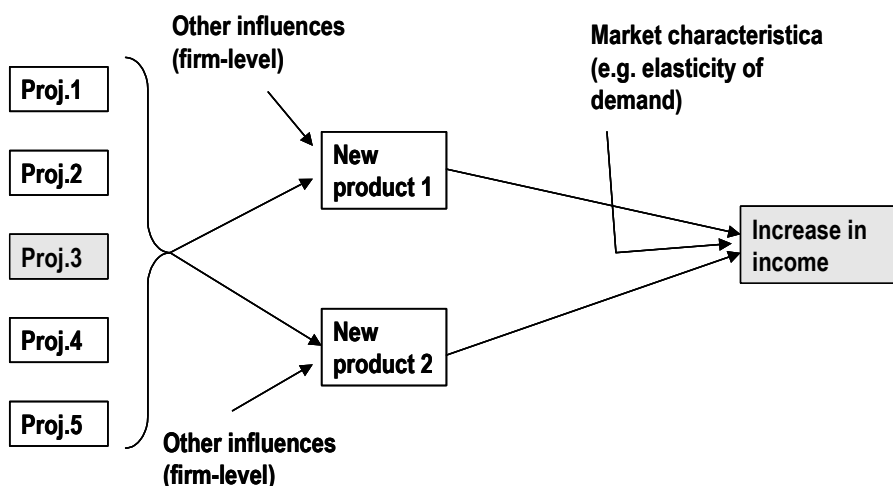 Other influences
(firm-level)
Market characteristica
(e.g. elasticity of
demand)
Proj.1
Proj.2
Proj.3
Proj.4
Proj.5
New
product 1
New
product 2
Increase in
income
Other influences
(firm-level)